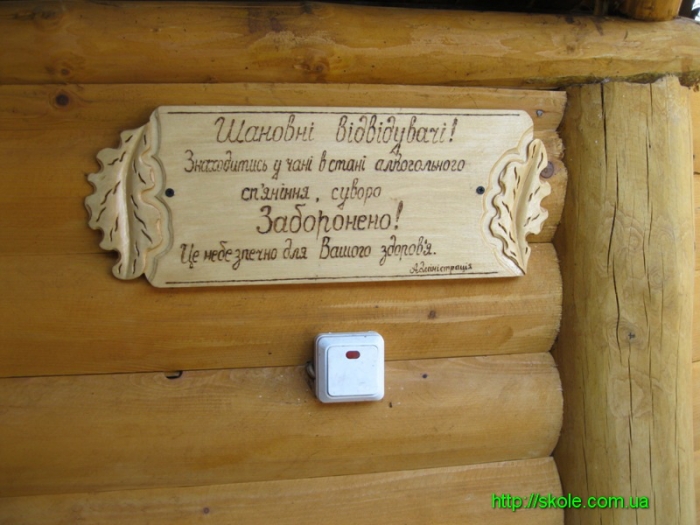 Шановні відвідувачі!
Знаходитись у чані в стані алкогольного
сп'яніння, суворо
Заборонено!
Це небезпечно для Вашого здоров'я.
Адміністрація
http://skole.com.ua